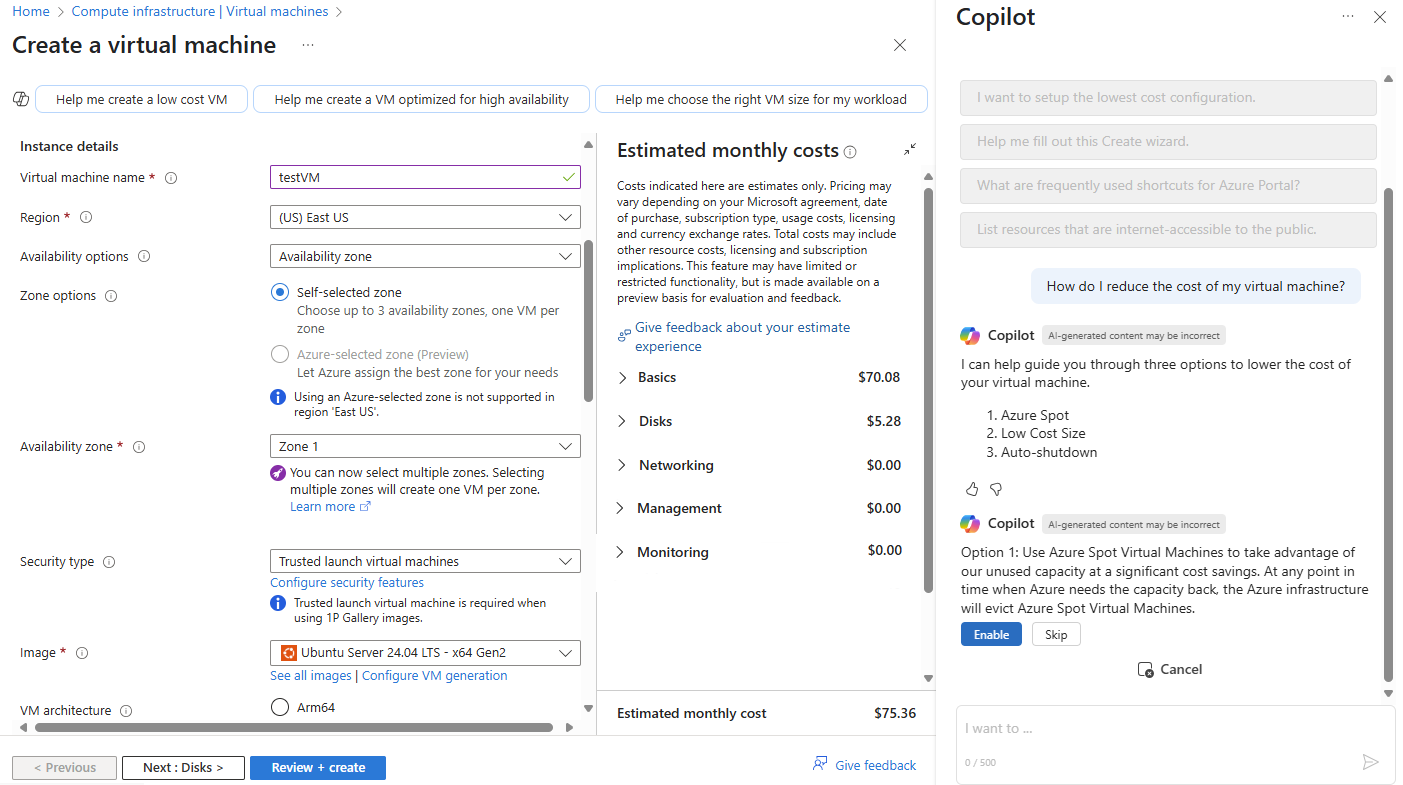 Home > Compute infrastructure | Virtual machines >
Create a virtual machine ...
Help me create a low cost VM
Help me create a VM optimized for high availability
Help me choose the right VM size for my workload
Instance details
Virtual machine name *
testVM
Region *
(US) East US
Availability options
Availability zone
Zone options
Self-selected zone
Choose up to 3 availability zones, one VM per
zone
Azure-selected zone (Preview)
Let Azure assign the best zone for your needs
Using an Azure-selected zone is not supported in
region 'East US'.
Availability zone *
Zone 1
You can now select multiple zones. Selecting
multiple zones will create one VM per zone.
Learn more
Security type
Trusted launch virtual machines
Configure security features
Trusted launch virtual machine is required when
using 1P Gallery images.
Image *
Ubuntu Server 24.04 LTS - x64 Gen2
See all images | Configure VM generation
VM architecture
Arm64
< Previous
Next : Disks >
Review + create
Estimated monthly costs
Costs indicated here are estimates only. Pricing may
vary depending on your Microsoft agreement, date
of purchase, subscription type, usage costs, licensing
and currency exchange rates. Total costs may include
other resource costs, licensing and subscription
implications. This feature may have limited or
restricted functionality, but is made available on a
preview basis for evaluation and feedback.
Give feedback about your estimate
experience
Basics $70.08
Disks $5.28
Networking $0.00
Management $0.00
Monitoring $0.00
Estimated monthly cost $75.36
Give feedback
Copilot ...
I want to setup the lowest cost configuration.
Help me fill out this Create wizard.
What are frequently used shortcuts for Azure Portal?
List resources that are internet-accessible to the public.
How do I reduce the cost of my virtual machine?
Copilot AI-generated content may be incorrect
I can help guide you through three options to lower the cost of
your virtual machine.
1. Azure Spot
2. Low Cost Size
3. Auto-shutdown
Copilot AI-generated content may be incorrect
Option 1: Use Azure Spot Virtual Machines to take advantage of
our unused capacity at a significant cost savings. At any point in
time when Azure needs the capacity back, the Azure infrastructure
will evict Azure Spot Virtual Machines.
Enable Skip
Cancel
I want to ...
0 / 500